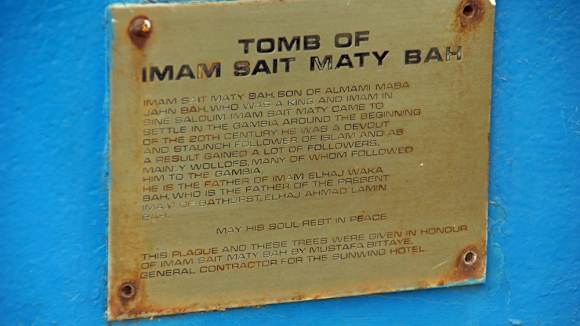 TOMB OF
IMAM SAIT MATY BAH
IMAM SAIT MATY BAH, SON OF ALMAMI MABA
JAHN BAH, WHO WAS A KING AND IMAM IN
SINE SALOUM IMAM SAIT MATY CAME TO
SETTLE IN THE GAMBIA AROUND THE BEGINNING
OF THE 20TH CENTURY HE WAS A DEVOUT
AND STAUNCH FOLLOWER OF ISLAM AND AS
A RESULT GAINED A LOT OF FOLLOWERS,
MAINLY WOLLOFS, MANY OF WHOM FOLLOWED
HIM TO THE GAMBIA.
HE IS THE FATHER OF IMAM ELHAJ WAKA
BAH, WHO IS THE FATHER OF THE PRESENT
IMAM OF BATHURST, ELHAJ AHMAD LAMIN
BAH.
MAY HIS SOUL REST IN PEACE
THIS PLAQUE AND THESE TREES WERE GIVEN IN HONOUR
OF IMAM SAIT MATY BAH BY MUSTAFA BITTAYE,
GENERAL CONTRACTOR FOR THE SUNWING HOTEL.